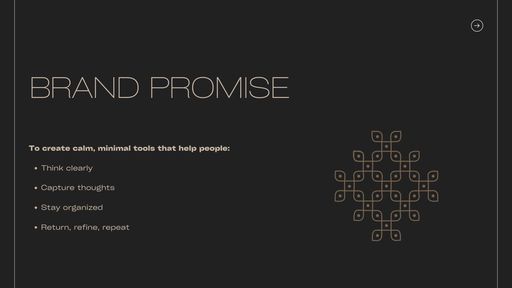 BRAND PROMISE
To create calm, minimal tools that help people:
• Think clearly
• Capture thoughts
• Stay organized
• Return, refine, repeat